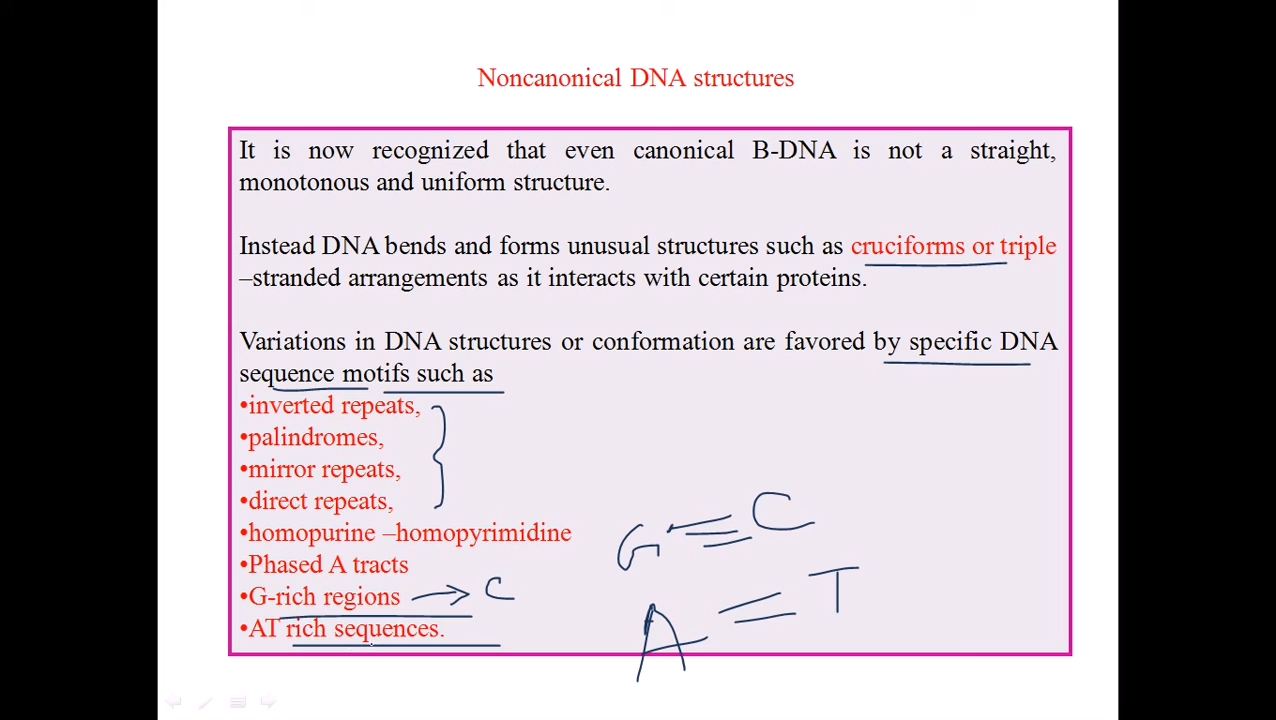 Noncanonical DNA structures
It is now recognized that even canonical B-DNA is not a straight,
monotonous and uniform structure.
Instead DNA bends and forms unusual structures such as cruciforms or triple
–stranded arrangements as it interacts with certain proteins.
Variations in DNA structures or conformation are favored by specific DNA
sequence motifs such as
•inverted repeats,
•palindromes,
•mirror repeats,
•direct repeats,
•homopurine –homopyrimidine
•Phased A tracts
•G-rich regions → C
•AT rich sequences.
G ≡ C
A = T